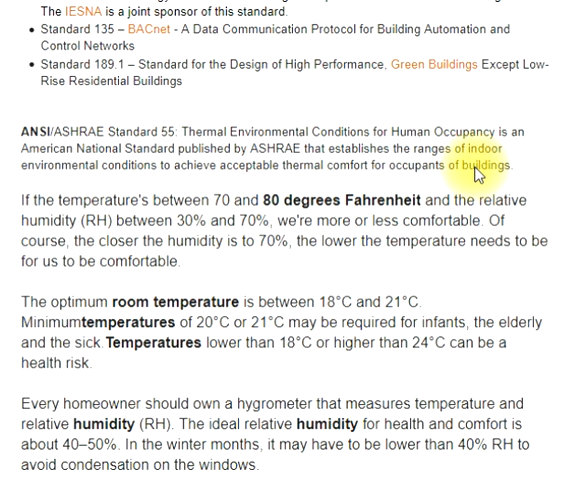 The IESNA is a joint sponsor of this standard.
• Standard 135 – BACnet - A Data Communication Protocol for Building Automation and
Control Networks
• Standard 189.1 – Standard for the Design of High Performance, Green Buildings Except Low-
Rise Residential Buildings
ANSI/ASHRAE Standard 55: Thermal Environmental Conditions for Human Occupancy is an
American National Standard published by ASHRAE that establishes the ranges of indoor
environmental conditions to achieve acceptable thermal comfort for occupants of buildings.
If the temperature's between 70 and 80 degrees Fahrenheit and the relative
humidity (RH) between 30% and 70%, we're more or less comfortable. Of
course, the closer the humidity is to 70%, the lower the temperature needs to be
for us to be comfortable.
The optimum room temperature is between 18°C and 21°C.
Minimumtemperatures of 20°C or 21°C may be required for infants, the elderly
and the sick.Temperatures lower than 18°C or higher than 24°C can be a
health risk.
Every homeowner should own a hygrometer that measures temperature and
relative humidity (RH). The ideal relative humidity for health and comfort is
about 40–50%. In the winter months, it may have to be lower than 40% RH to
avoid condensation on the windows.